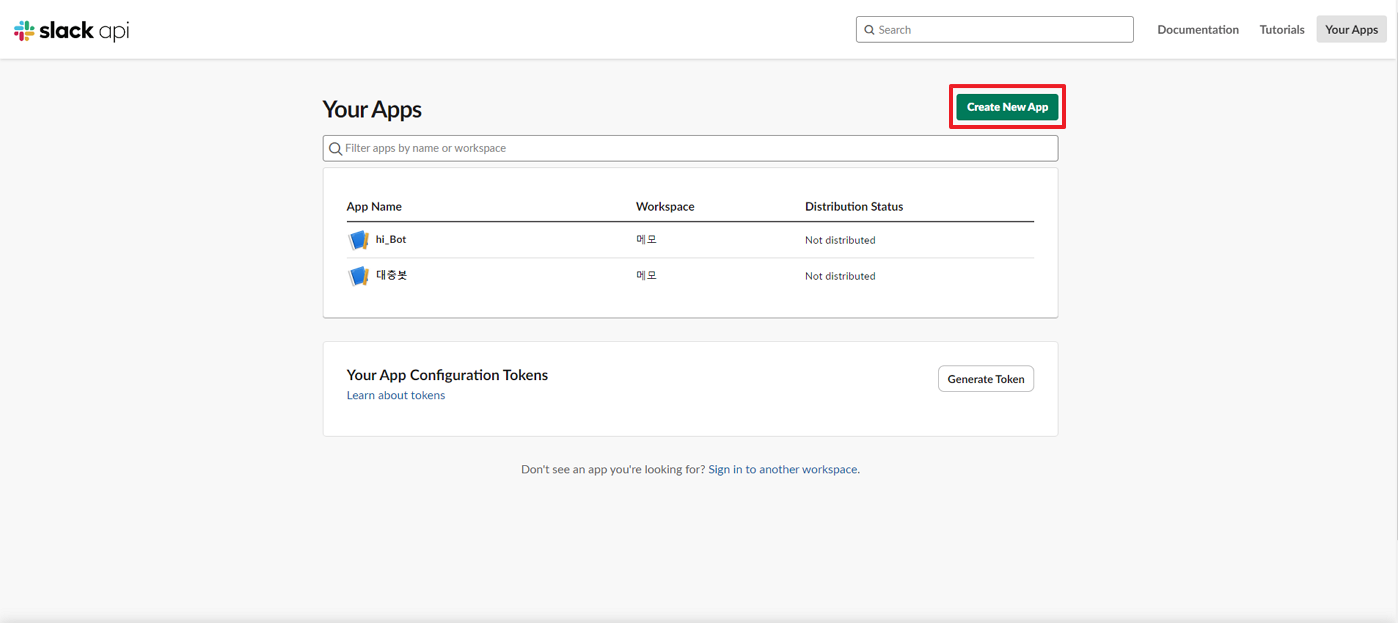 slack api
Search
Documentation
Tutorials
Your Apps
Your Apps
Create New App
Filter apps by name or workspace
App Name Workspace Distribution Status
hi_Bot 메모 Not distributed
대충봇 메모 Not distributed
Your App Configuration Tokens
Learn about tokens
Generate Token
Don't see an app you're looking for? Sign in to another workspace.